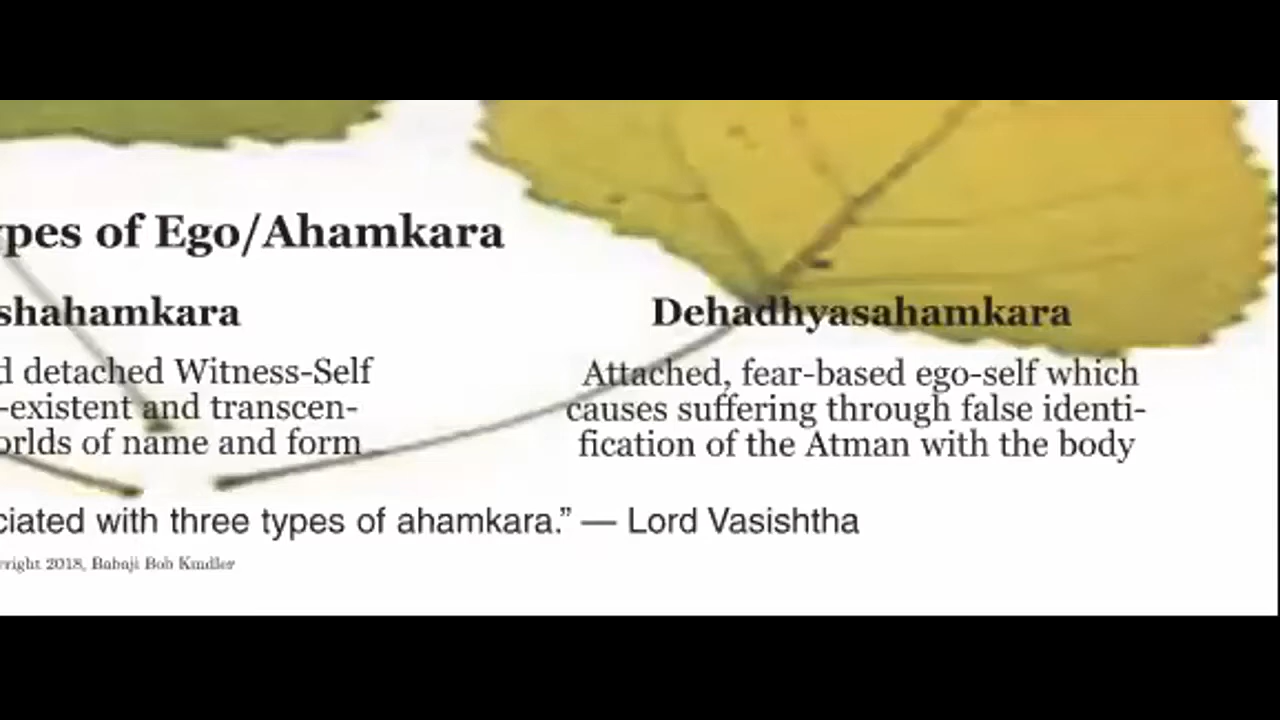 ypes of Ego/Ahamkara
shahamkara
Dehadhyasahamkara
d detached Witness-Self
-existent and transcen-
orlds of name and form
Attached, fear-based ego-self which
causes suffering through false identi-
fication of the Atman with the body
ciated with three types of ahamkara.” — Lord Vasishtha
right 2018, Babaji Bob Kindler